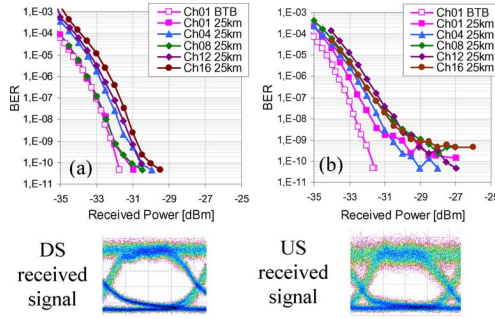 1,E-03
1,E-04
1,E-05
1,E-06
1,E-07
1,E-08
1,E-09
1,E-10
1,E-11
BER
Ch01 BTB
Ch01 25km
Ch04 25km
Ch08 25km
Ch12 25km
Ch16 25km
(a)
-35 -33 -31 -29 -27 -25
Received Power [dBm]
1,E-03
1,E-04
1,E-05
1,E-06
1,E-07
1,E-08
1,E-09
1,E-10
1,E-11
BER
Ch01 BTB
Ch01 25km
Ch04 25km
Ch08 25km
Ch12 25km
Ch16 25km
(b)
-35 -33 -31 -29 -27 -25
Received Power [dBm]
DS
received
signal
US
received
signal